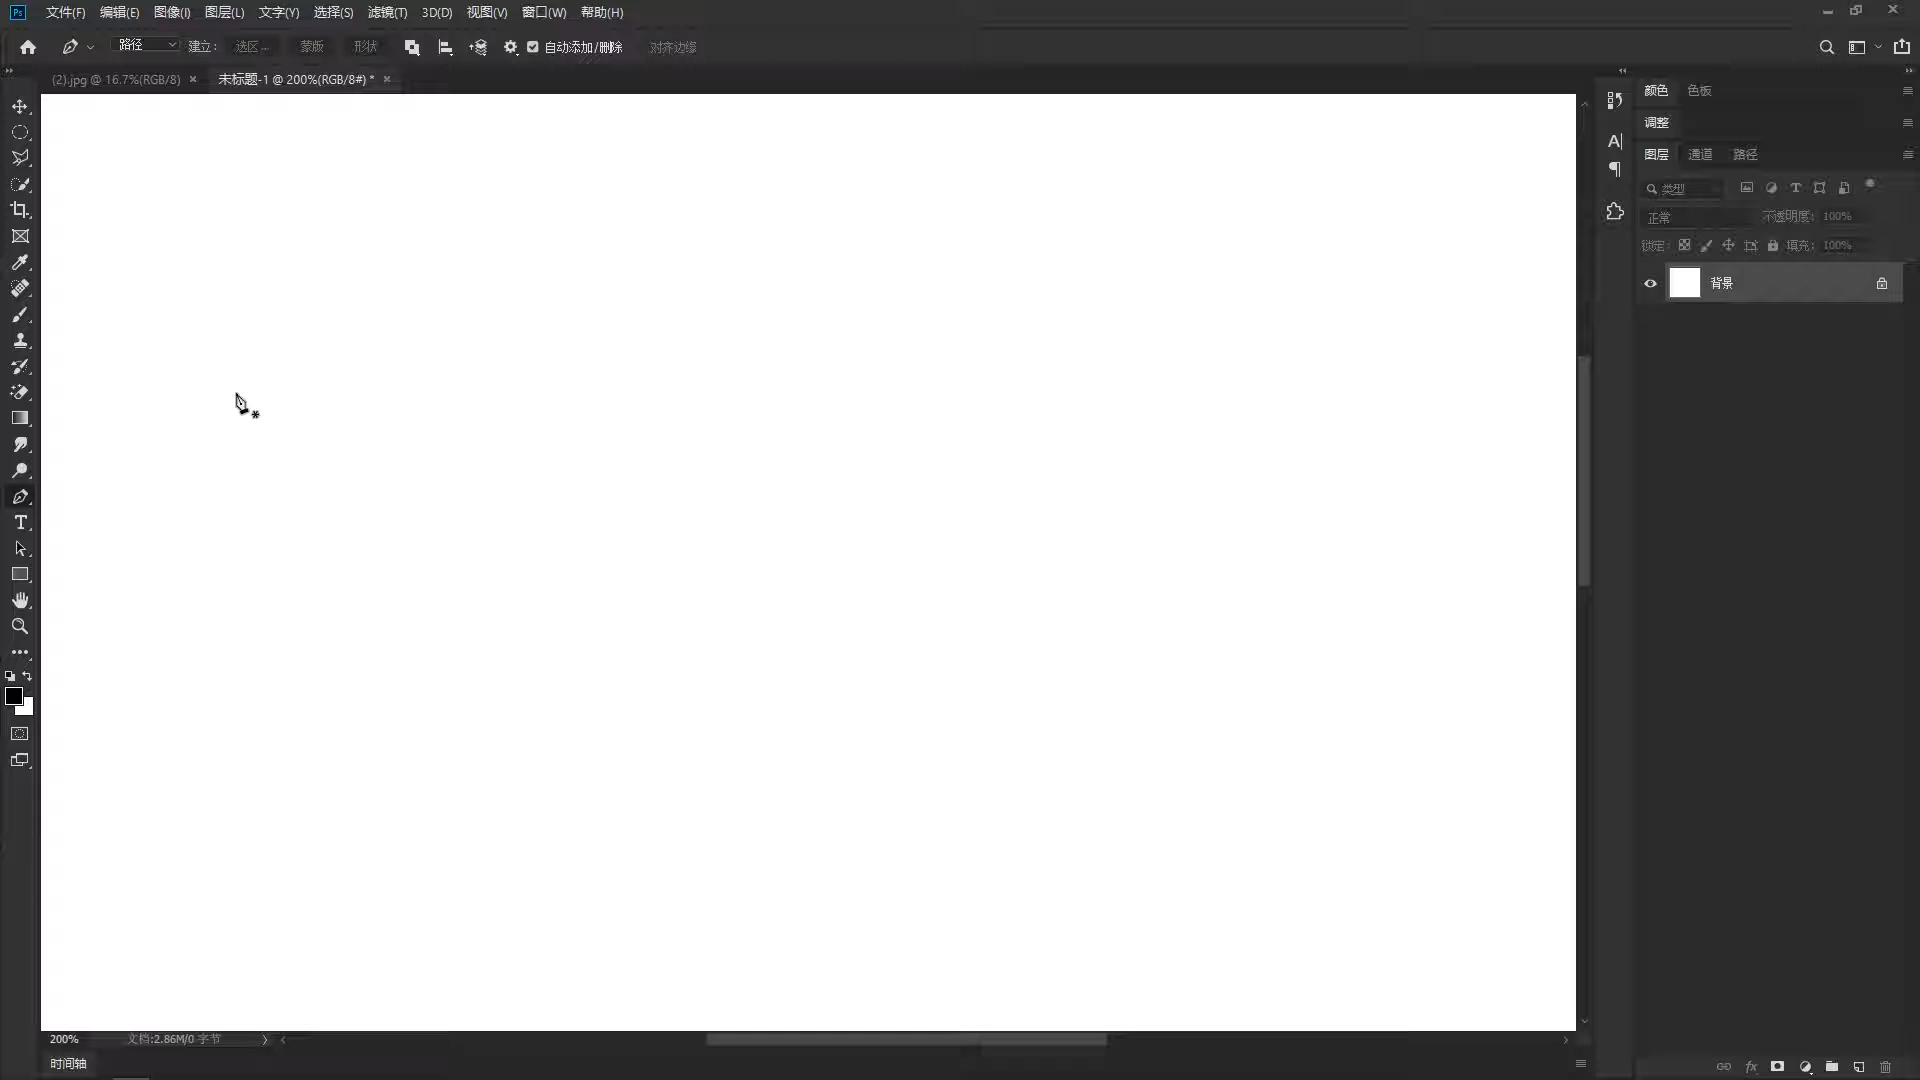 Ps 文件(F) 编辑(E) 图像(I) 图层(L) 文字(Y) 选择(S) 滤镜(T) 3D(D) 视图(V) 窗口(W) 帮助(H)
路径 建立: 选区... 蒙版 形状 自动添加/删除 对齐边缘
(2).jpg @ 16.7%(RGB/8) × 未标题-1 @ 200%(RGB/8#) * ×
颜色 色板
调整
图层 通道 路径
类型
正常 不透明度: 100%
锁定: 填充: 100%
背景
200% 文档:2.86M/0 字节
时间轴
fx